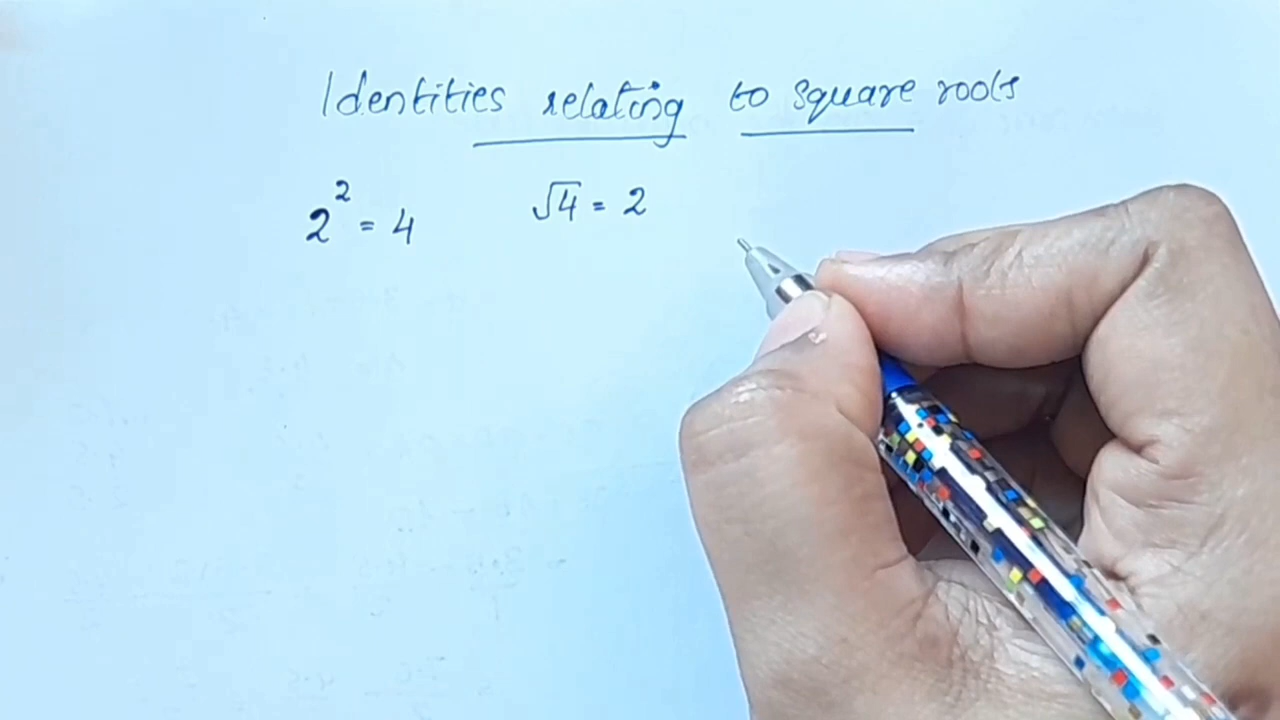 Identities relating to square roots
2² = 4 √4 = 2